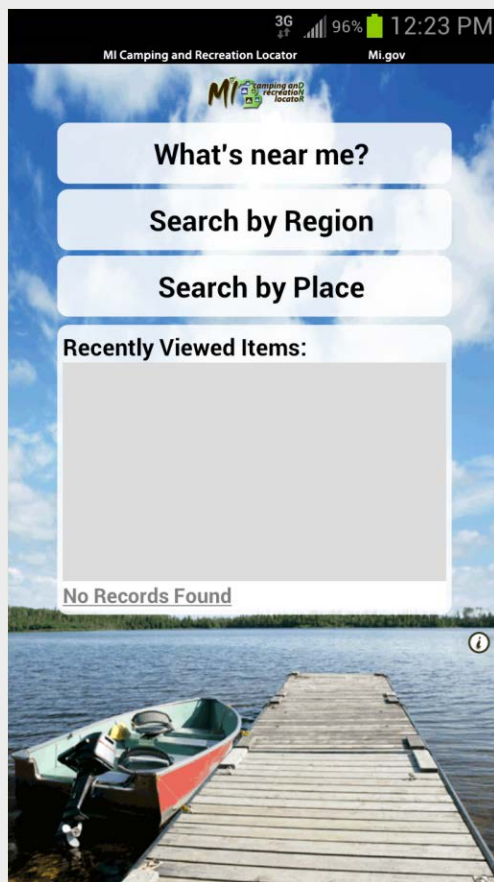 3G 96% 12:23 PM
MI Camping and Recreation Locator Mi.gov
MI camping anD
recreatioN
locatoR
What's near me?
Search by Region
Search by Place
Recently Viewed Items:
No Records Found
i